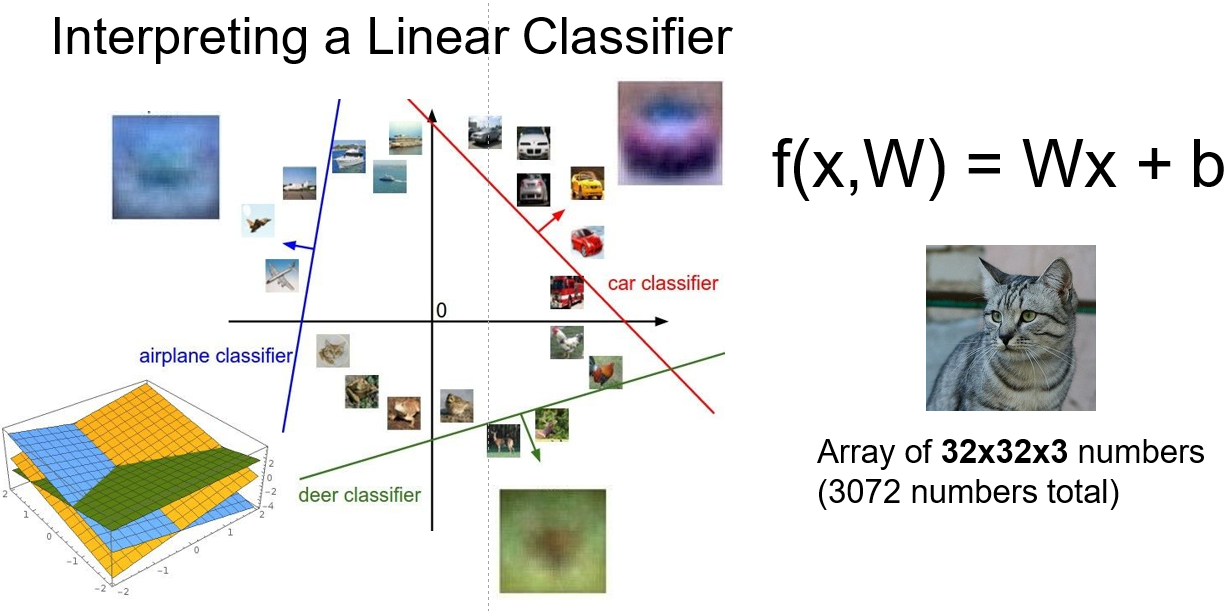 Interpreting a Linear Classifier
f(x,W) = Wx + b
car classifier
0
airplane classifier
deer classifier
Array of 32x32x3 numbers
(3072 numbers total)
2
1
0
−1
−2
−2
−1
0
1
2
2
0
−2
−4